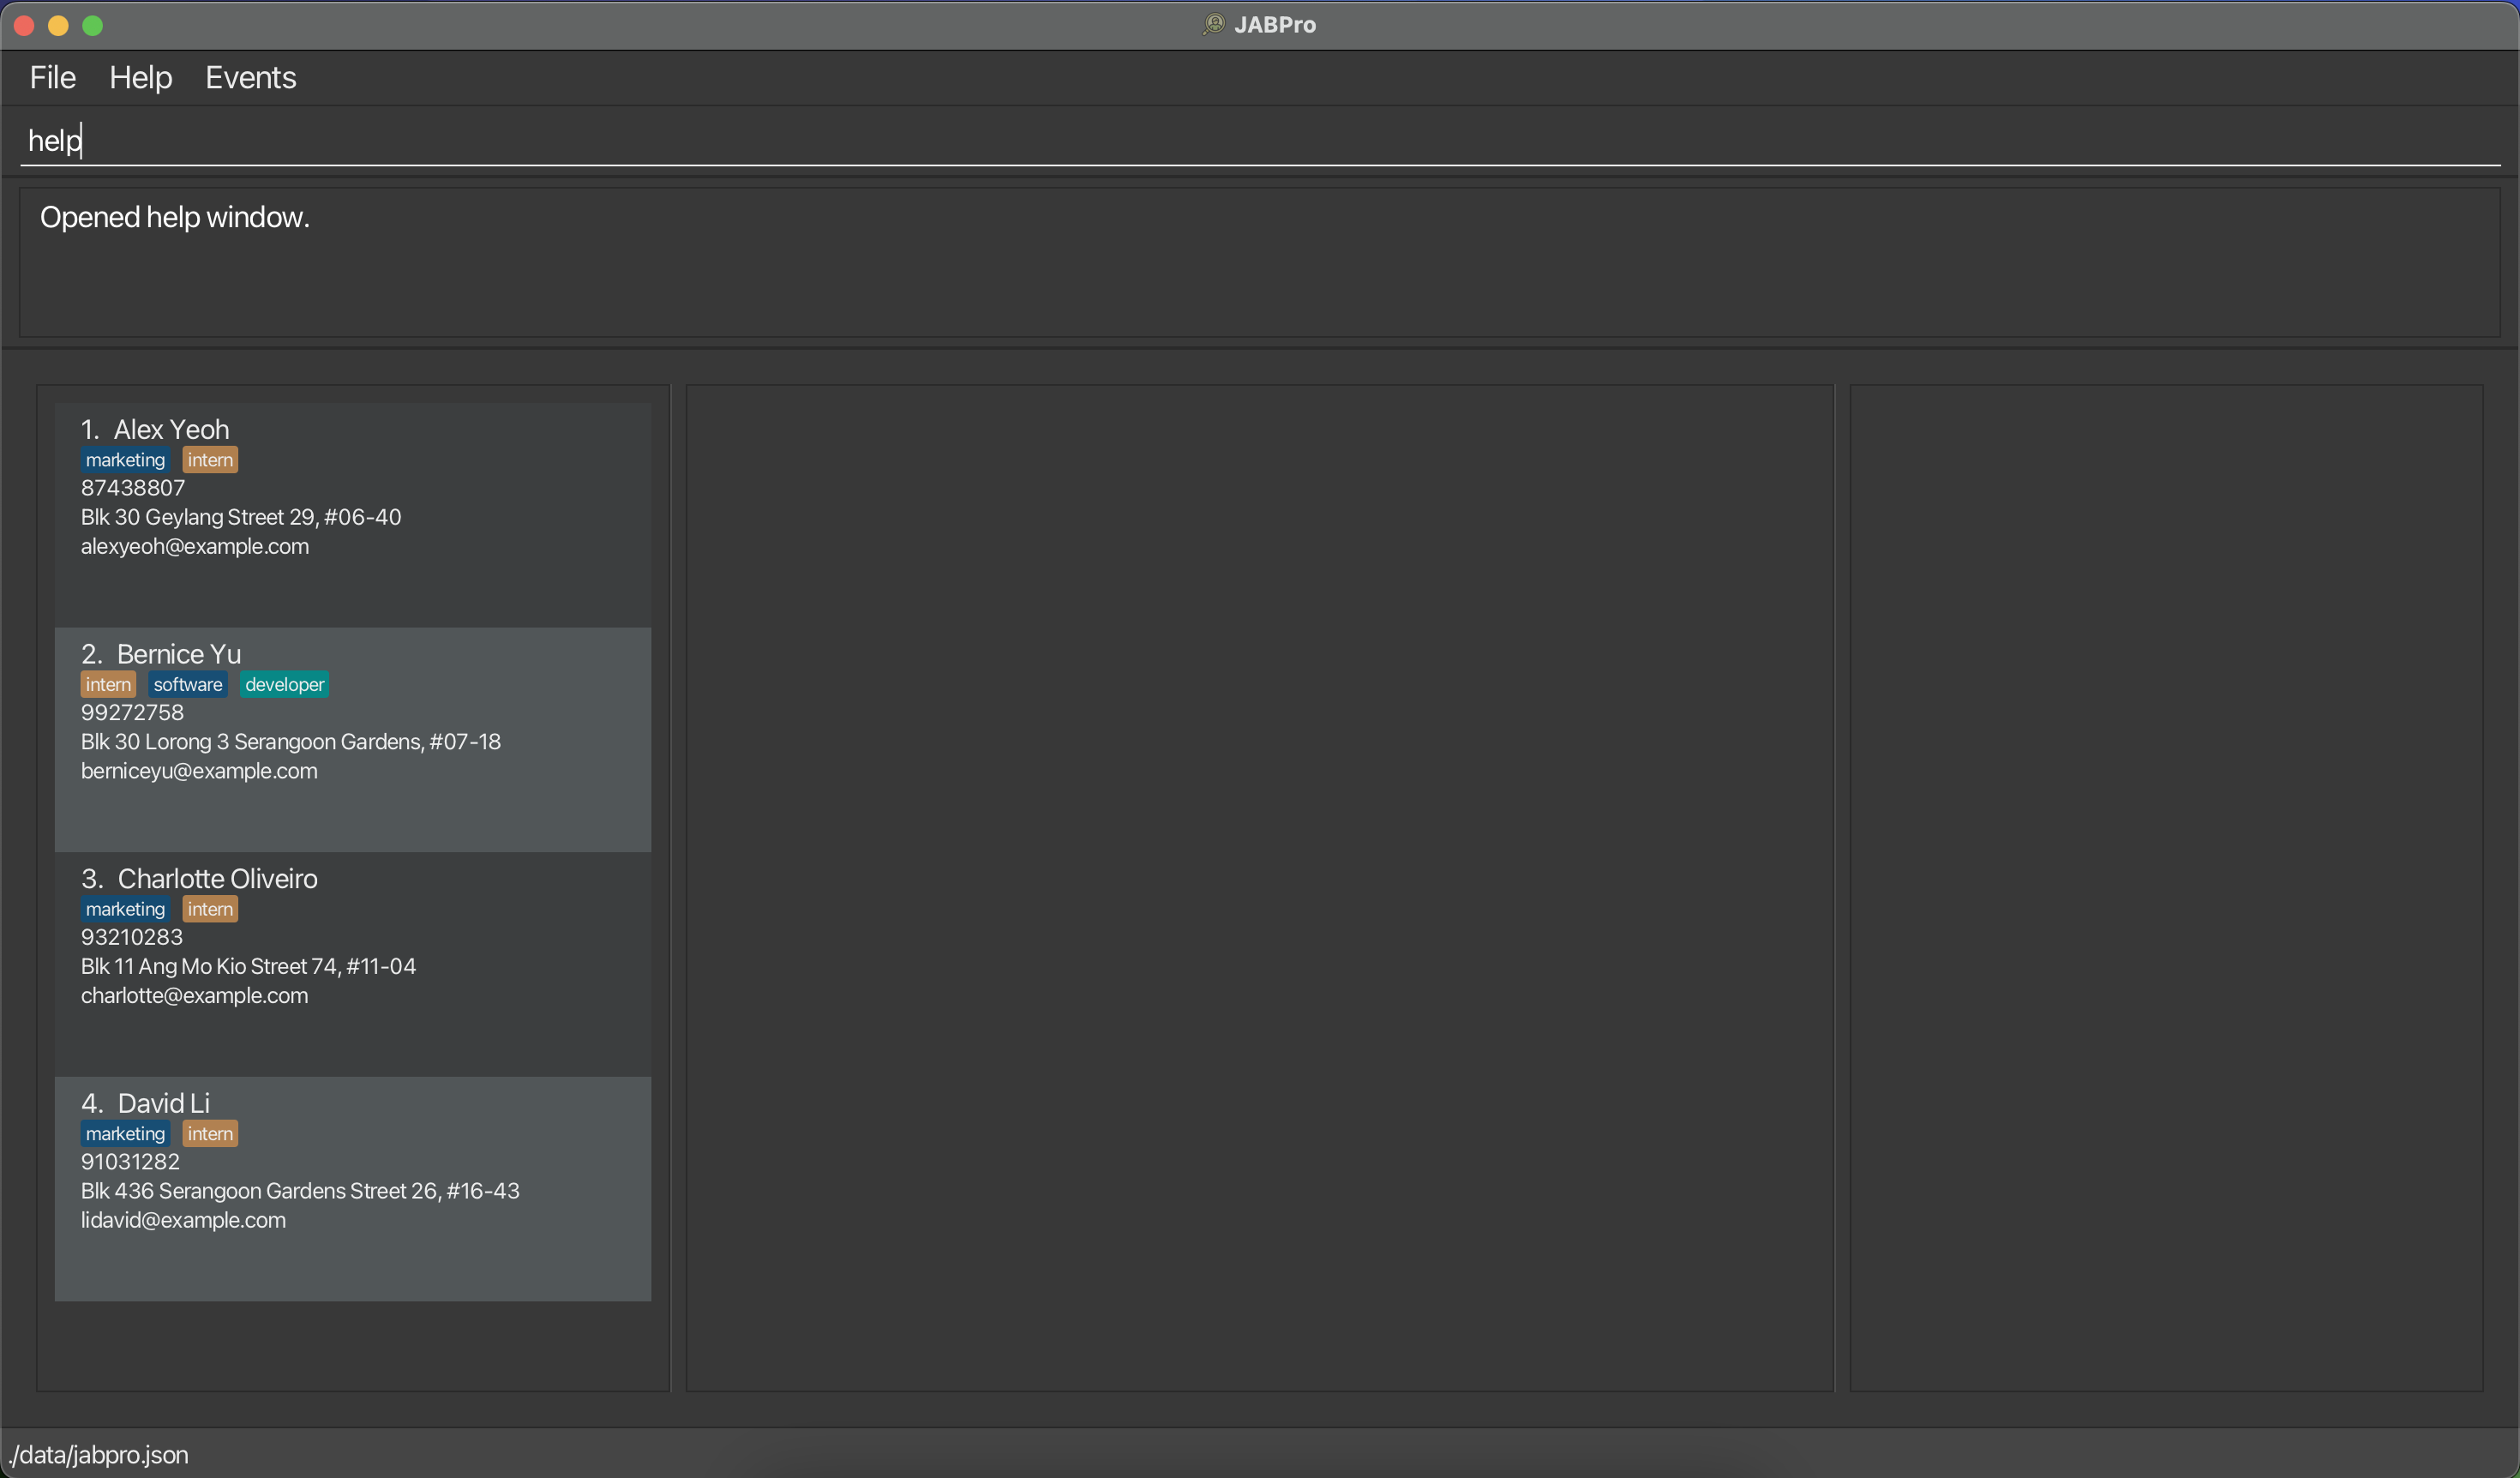 JABPro
File Help Events
help
Opened help window.
1. Alex Yeoh
marketing intern
87438807
Blk 30 Geylang Street 29, #06-40
alexyeoh@example.com
2. Bernice Yu
intern software developer
99272758
Blk 30 Lorong 3 Serangoon Gardens, #07-18
berniceyu@example.com
3. Charlotte Oliveiro
marketing intern
93210283
Blk 11 Ang Mo Kio Street 74, #11-04
charlotte@example.com
4. David Li
marketing intern
91031282
Blk 436 Serangoon Gardens Street 26, #16-43
lidavid@example.com
./data/jabpro.json